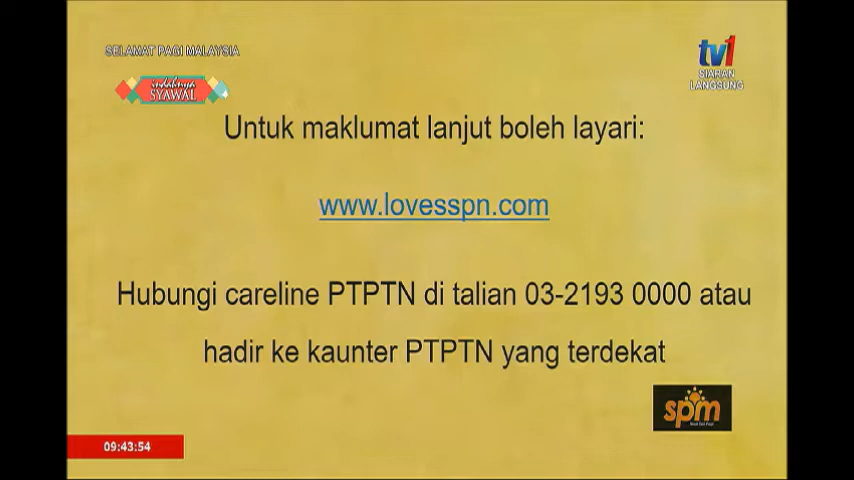 SELAMAT PAGI MALAYSIA
tv1
SIARAN
LANGSUNG
indahnya
SYAWAL
Untuk maklumat lanjut boleh layari:
www.lovesspn.com
Hubungi careline PTPTN di talian 03-2193 0000 atau
hadir ke kaunter PTPTN yang terdekat
spm
09:43:54